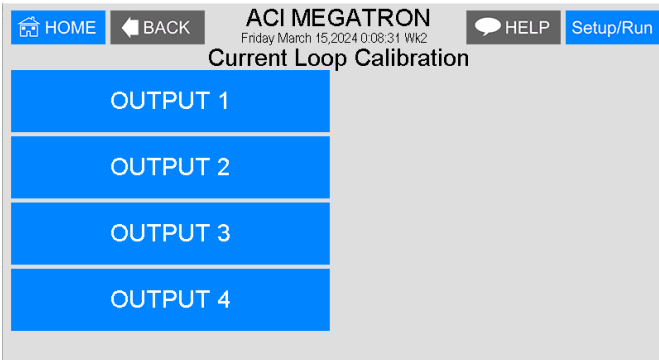 HOME
BACK
ACI MEGATRON
HELP
Setup/Run
Friday March 15,2024 0:08:31 Wk2
Current Loop Calibration
OUTPUT 1
OUTPUT 2
OUTPUT 3
OUTPUT 4